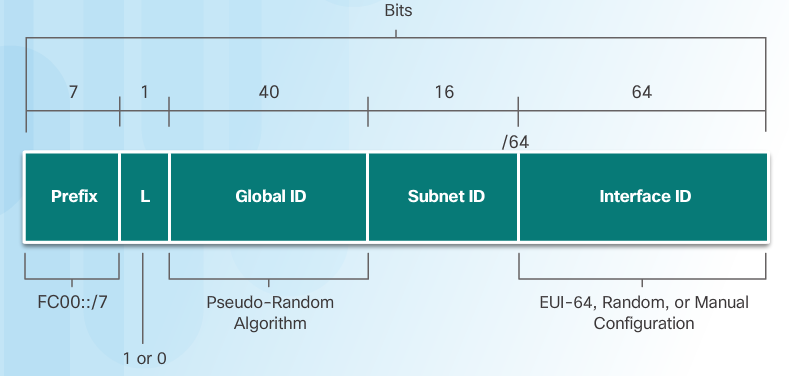 Bits
7 1 40 16 64
/64
Prefix L Global ID Subnet ID Interface ID
FC00::/7 Pseudo-Random EUI-64, Random, or Manual
Algorithm Configuration
1 or 0